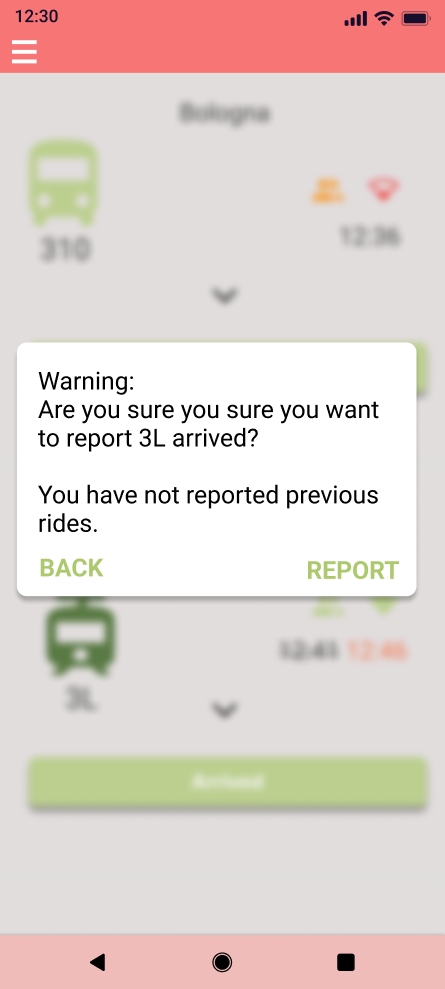 12:30
Bologna
310
12:36
Warning:
Are you sure you sure you want
to report 3L arrived?
You have not reported previous
rides.
BACK
REPORT
12:41 12:46
3L
Arrived